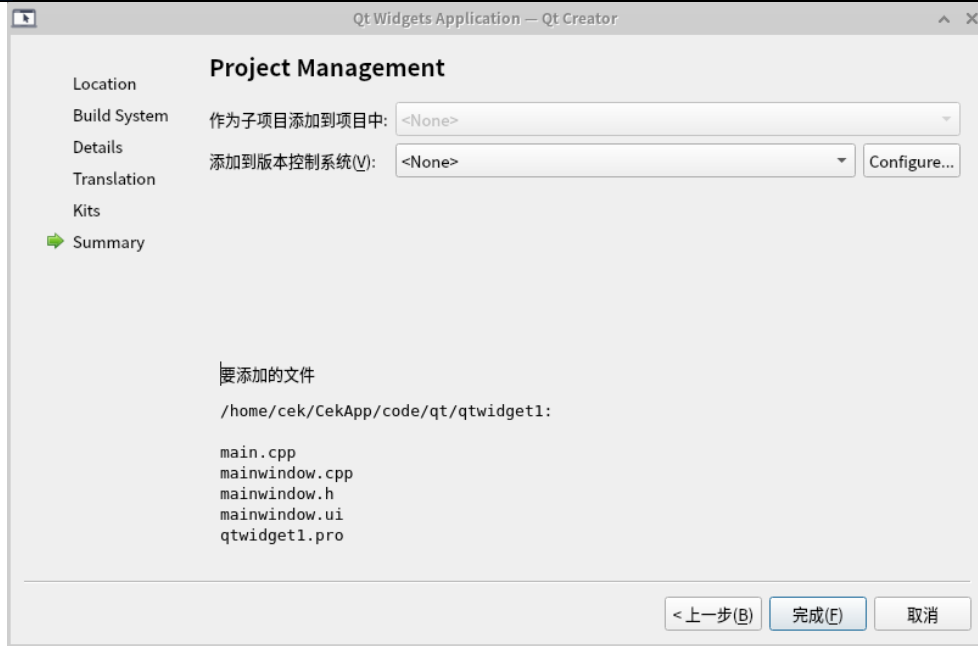 Qt Widgets Application — Qt Creator
Project Management
Location
Build System
Details
Translation
Kits
Summary
作为子项目添加到项目中: <None>
添加到版本控制系统(V): <None> Configure...
要添加的文件
/home/cek/CekApp/code/qt/qtwidget1:
main.cpp
mainwindow.cpp
mainwindow.h
mainwindow.ui
qtwidget1.pro
< 上一步(B) 完成(F) 取消